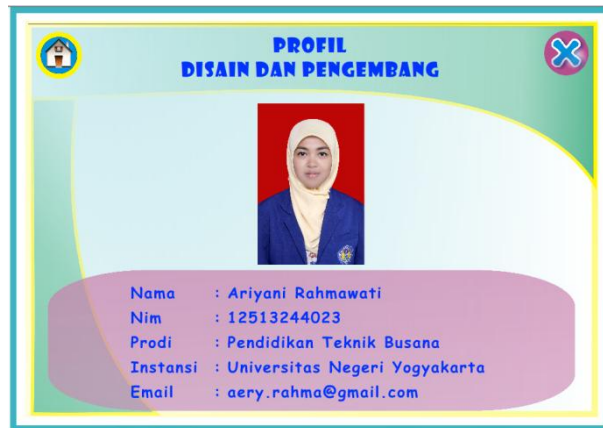 PROFIL
DISAIN DAN PENGEMBANG
Nama : Ariyani Rahmawati
Nim : 12513244023
Prodi : Pendidikan Teknik Busana
Instansi : Universitas Negeri Yogyakarta
Email : aery.rahma@gmail.com